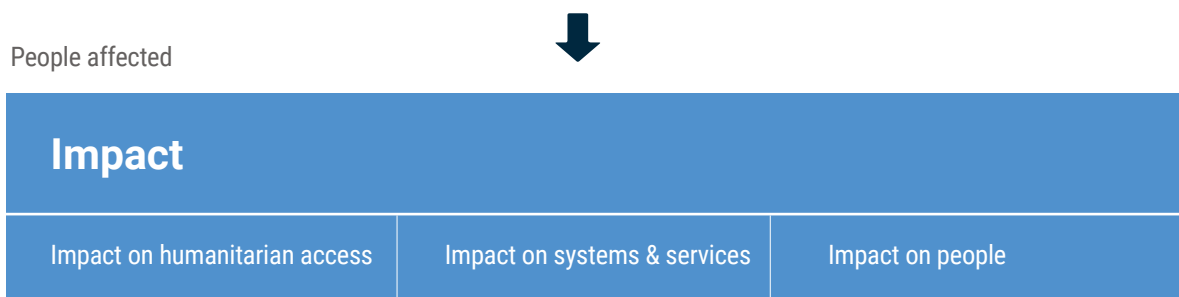 People affected
Impact
Impact on humanitarian access
Impact on systems & services
Impact on people